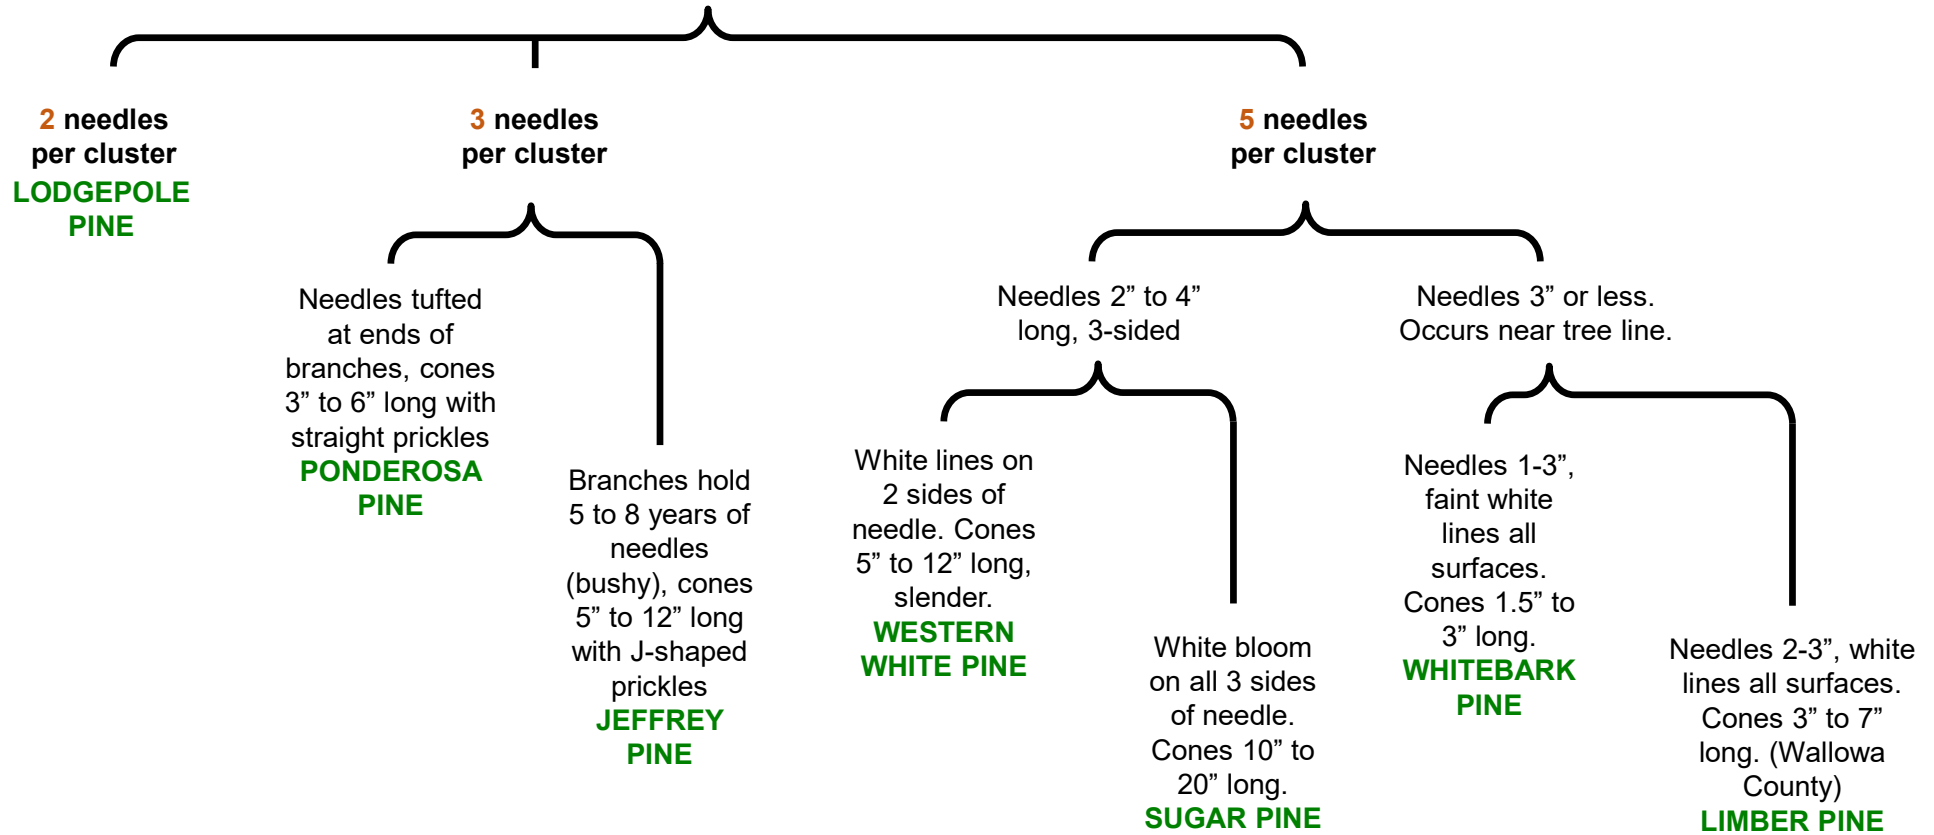 2 needles
per cluster
LODGEPOLE
PINE
3 needles
per cluster
Needles tufted
at ends of
branches, cones
3” to 6” long with
straight prickles
PONDEROSA
PINE
Branches hold
5 to 8 years of
needles
(bushy), cones
5” to 12” long
with J-shaped
prickles
JEFFREY
PINE
5 needles
per cluster
Needles 2” to 4”
long, 3-sided
White lines on
2 sides of
needle. Cones
5” to 12” long,
slender.
WESTERN
WHITE PINE
White bloom
on all 3 sides
of needle.
Cones 10” to
20” long.
SUGAR PINE
Needles 3” or less.
Occurs near tree line.
Needles 1-3”,
faint white
lines all
surfaces.
Cones 1.5” to
3” long.
WHITEBARK
PINE
Needles 2-3”, white
lines all surfaces.
Cones 3” to 7”
long. (Wallowa
County)
LIMBER PINE